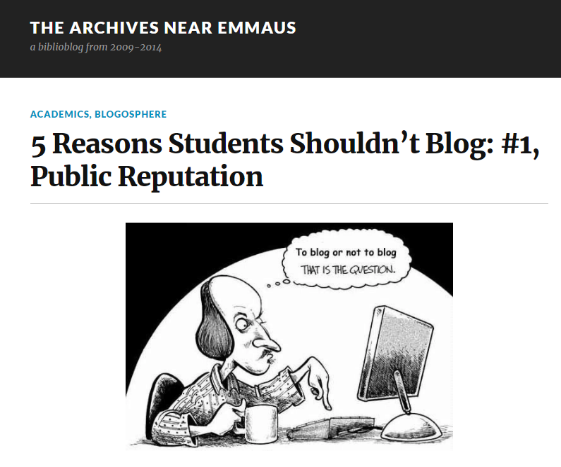 THE ARCHIVES NEAR EMMAUS
a biblioblog from 2009-2014
ACADEMICS, BLOGOSPHERE
5 Reasons Students Shouldn’t Blog: #1,
Public Reputation
To blog or not to blog
THAT IS THE QUESTION.